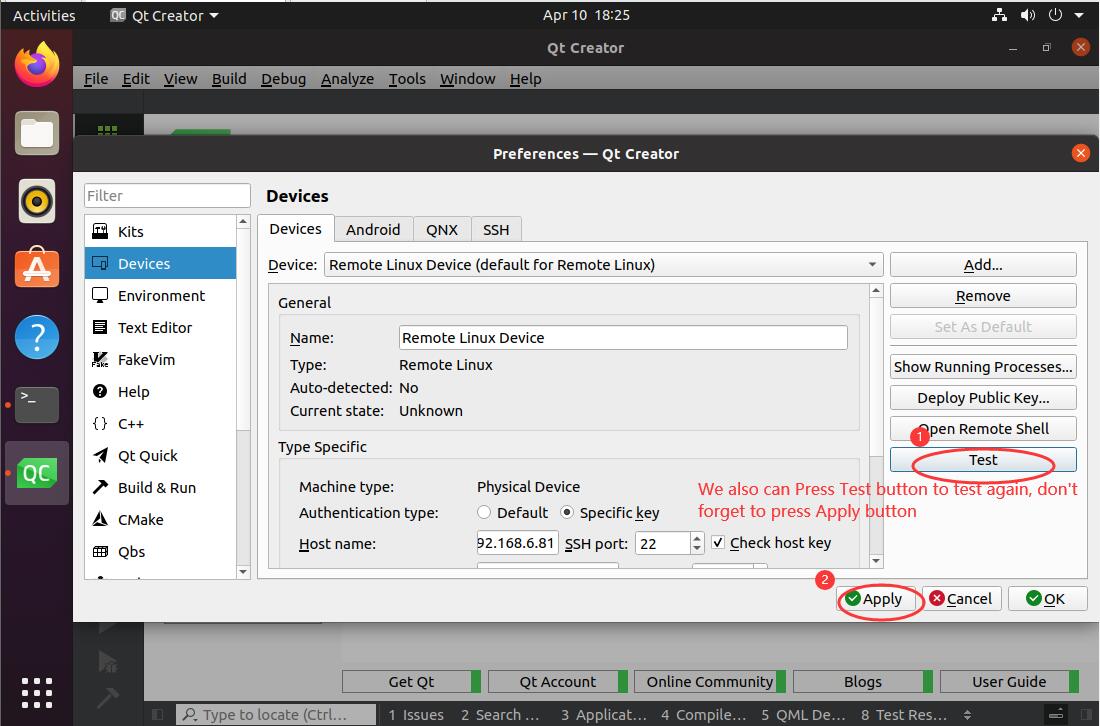 Activities
QC Qt Creator
Apr 10 18:25
Qt Creator
File Edit View Build Debug Analyze Tools Window Help
Preferences — Qt Creator
Filter
Kits
Devices
Environment
Text Editor
FakeVim
Help
C++
Qt Quick
Build & Run
CMake
Qbs
Devices
Devices Android QNX SSH
Device: Remote Linux Device (default for Remote Linux)
General
Name: Remote Linux Device
Type: Remote Linux
Auto-detected: No
Current state: Unknown
Type Specific
Machine type: Physical Device
Authentication type: Default Specific key
Host name: 92.168.6.81 SSH port: 22 Check host key
Add...
Remove
Set As Default
Show Running Processes...
Deploy Public Key...
1
Open Remote Shell
Test
We also can Press Test button to test again, don't
forget to press Apply button
2
Apply Cancel OK
QC
Get Qt Qt Account Online Community Blogs User Guide
Type to locate (Ctrl... 1 Issues 2 Search ... 3 Applicat... 4 Compile... 5 QML De... 8 Test Res...